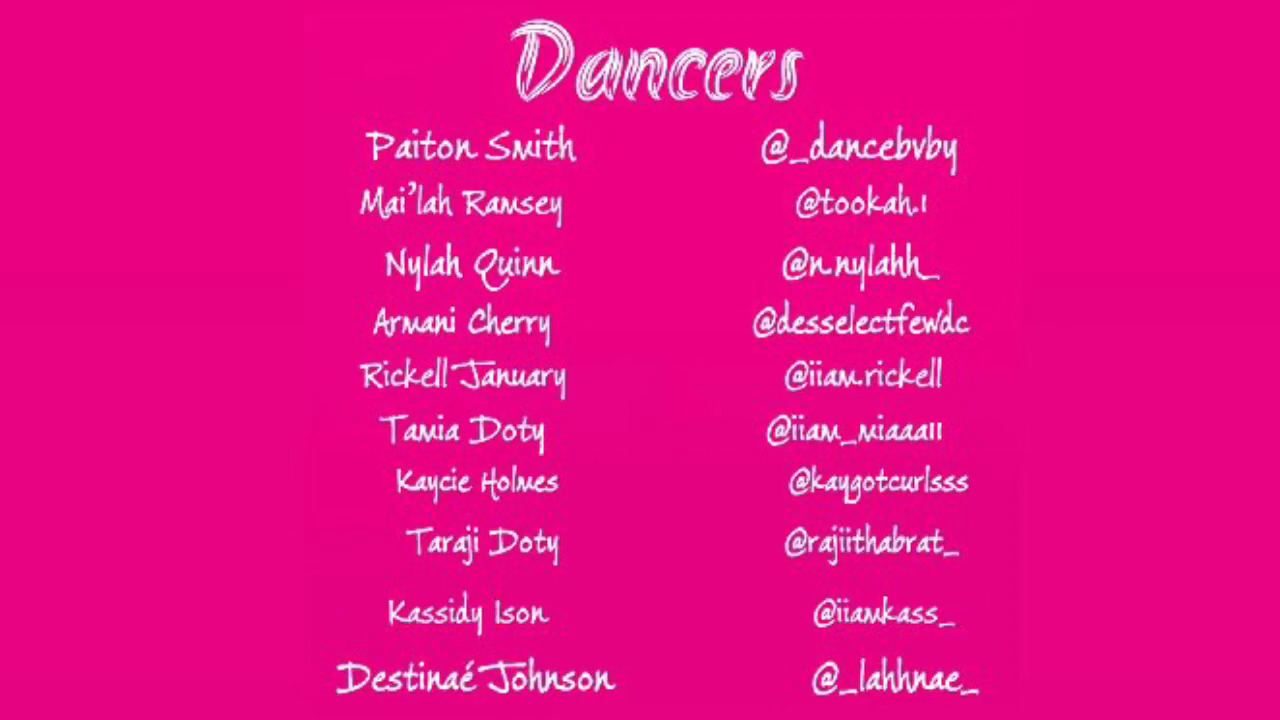 Dancers
Paiton Smith @_dancebvby
Mai'lah Ramsey @tookah.1
Nylah Quinn @n.nylahh_
Armani Cherry @desselectfewdc
Rickell January @iiam.rickell
Tamia Doty @iiam_miaaa11
Kaycie Holmes @kaygotcurlsss
Taraji Doty @rajiithabrat_
Kassidy Ison @iiamkass_
Destinaé Johnson @_lahhnae_